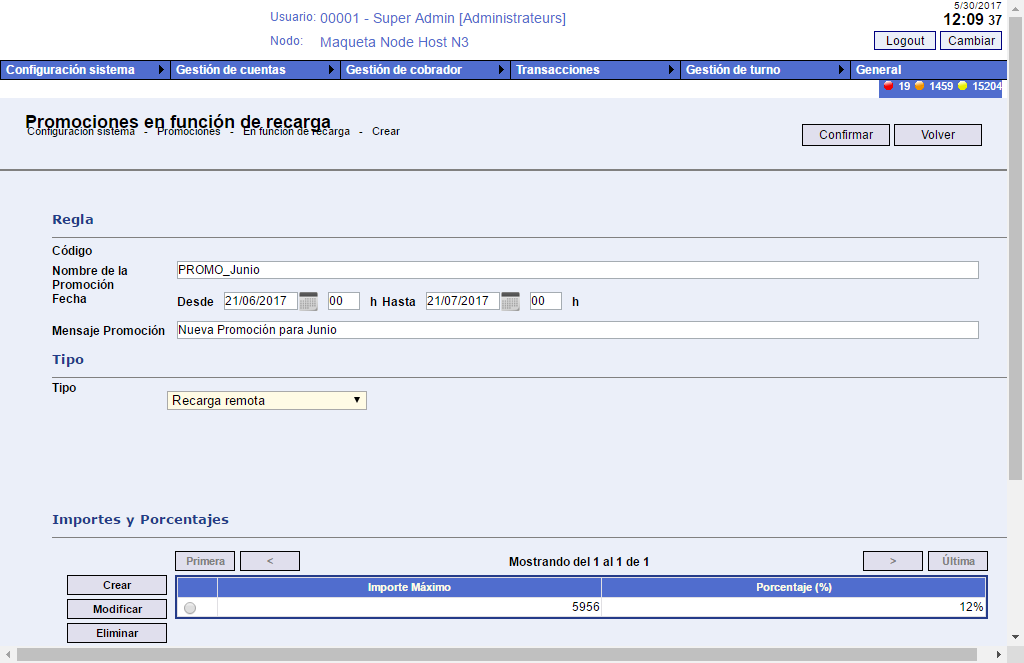 5/30/2017
Usuario: 00001 - Super Admin [Administrateurs]
12:09 37
Nodo: Maqueta Node Host N3
Logout Cambiar
Configuración sistema Gestión de cuentas Gestión de cobrador Transacciones Gestión de turno General
19 1459 15204
Promociones en función de recarga
Configuración sistema - Promociones - En función de recarga - Crear
Confirmar Volver
Regla
Código
Nombre de la Promoción PROMO_Junio
Fecha Desde 21/06/2017 00 h Hasta 21/07/2017 00 h
Mensaje Promoción Nueva Promoción para Junio
Tipo
Tipo
Recarga remota
Importes y Porcentajes
Primera < Mostrando del 1 al 1 de 1 > Última
Crear
Modificar
Eliminar
Importe Máximo Porcentaje (%)
5956 12%